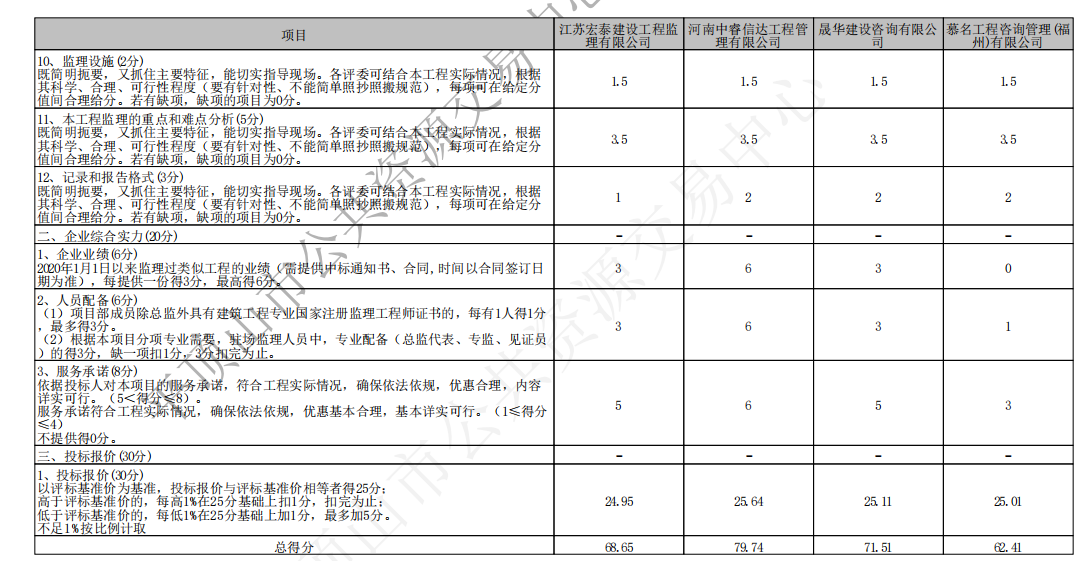 项目
江苏宏泰建设工程监理有限公司
河南中睿信达工程管理有限公司
晟华建设咨询有限公司
慕名工程咨询管理(福州)有限公司
10、监理设施(2分)
既简明扼要，又抓住主要特征，能切实指导现场。各评委可结合本工程实际情况，根据
其科学、合理、可行性程度（要有针对性、不能简单照抄照搬规范），每项可在给定分
值间合理给分。若有缺项，缺项的项目为0分。
1.5 1.5 1.5 1.5
11、本工程监理的重点和难点分析(5分)
既简明扼要，又抓住主要特征，能切实指导现场。各评委可结合本工程实际情况，根据
其科学、合理、可行性程度（要有针对性、不能简单照抄照搬规范），每项可在给定分
值间合理给分。若有缺项，缺项的项目为0分。
3.5 3.5 3.5 3.5
12、记录和报告格式(3分)
既简明扼要，又抓住主要特征，能切实指导现场。各评委可结合本工程实际情况，根据
其科学、合理、可行性程度（要有针对性、不能简单照抄照搬规范），每项可在给定分
值间合理给分。若有缺项，缺项的项目为0分。
1 2 2 2
二、企业综合实力(20分) – – – –
1、企业业绩(6分)
2020年1月1日以来监理过类似工程的业绩（需提供中标通知书、合同,时间以合同签订日
期为准），每提供一份得3分，最高得6分。
3 6 3 0
2、人员配备(6分)
（1）项目部成员除总监外具有建筑工程专业国家注册监理工程师证书的，每有1人得1分
，最多得3分。
（2）根据本项目分项专业需要，驻场监理人员中，专业配备（总监代表、专监、见证员
）的得3分，缺一项扣1分，3分扣完为止。
3 6 3 1
3、服务承诺(8分)
依据投标人对本项目的服务承诺，符合工程实际情况，确保依法依规，优惠合理，内容
详实可行。（5＜得分≤8）。
服务承诺符合工程实际情况，确保依法依规，优惠基本合理，基本详实可行。（1≤得分
≤4）
不提供得0分。
5 6 5 3
三、投标报价(30分) – – – –
1、投标报价(30分)
以评标基准价为基准，投标报价与评标基准价相等者得25分；
高于评标基准价的，每高1%在25分基础上扣1分，扣完为止；
低于评标基准价的，每低1%在25分基础上加1分，最多加5分。
不足1%按比例计取
24.95 25.64 25.11 25.01
总得分 68.65 79.74 71.51 62.41
平顶山市公共资源交易中心
顶山市公共资源交易中心